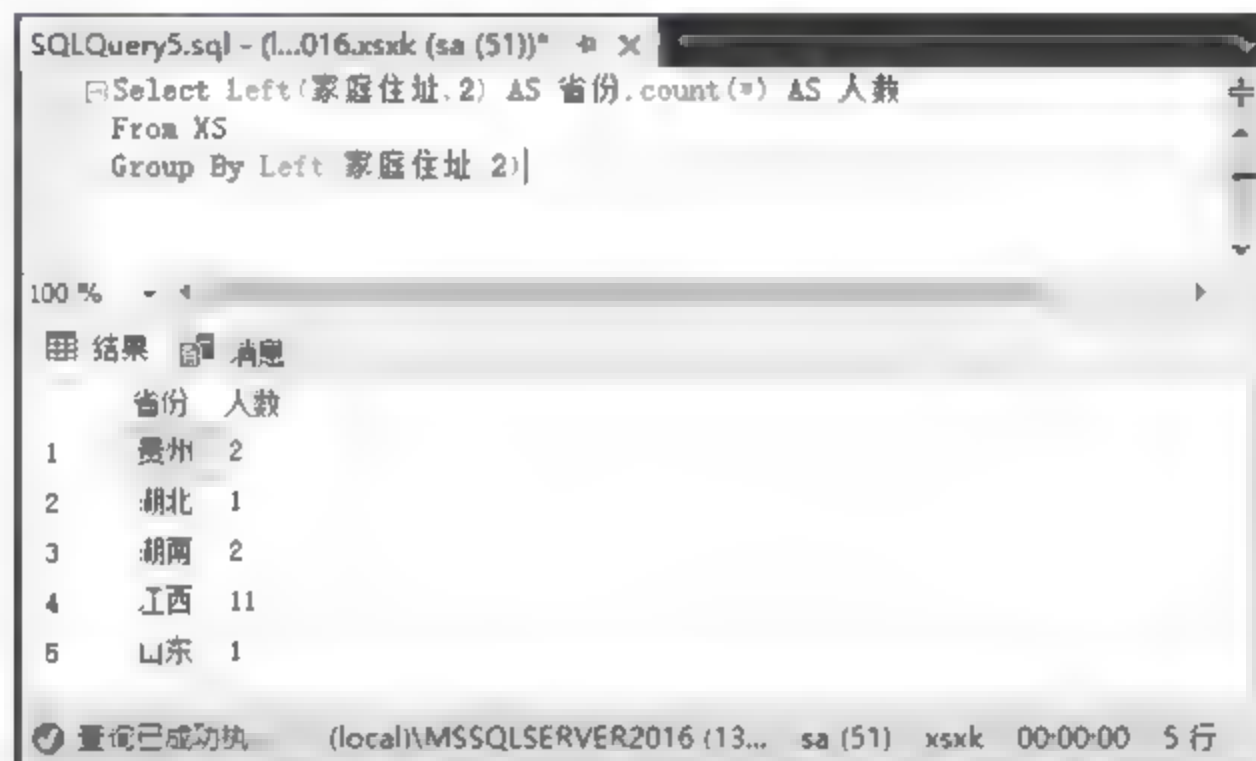 SQLQuery5.sql - (l...016.xsxk (sa (51))* ✕
Select Left(家庭住址,2) AS 省份,count(*) AS 人数
From XS
Group By Left 家庭住址 2)
100 %
结果 消息
省份 人数
1 贵州 2
2 湖北 1
3 湖南 2
4 江西 11
5 山东 1
查询已成功执 (local)\MSSQLSERVER2016 (13... sa (51) xsxk 00:00:00 5 行